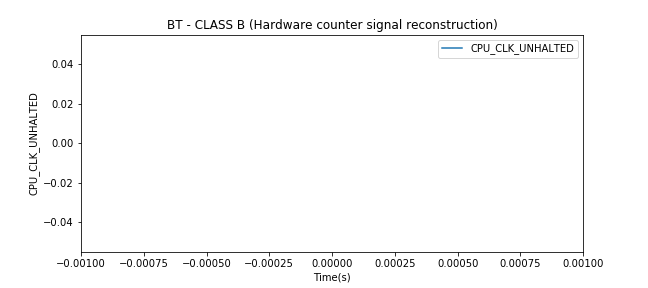 BT - CLASS B (Hardware counter signal reconstruction)
CPU_CLK_UNHALTED
CPU_CLK_UNHALTED
0.04
0.02
0.00
−0.02
−0.04
−0.00100 −0.00075 −0.00050 −0.00025 0.00000 0.00025 0.00050 0.00075 0.00100
Time(s)